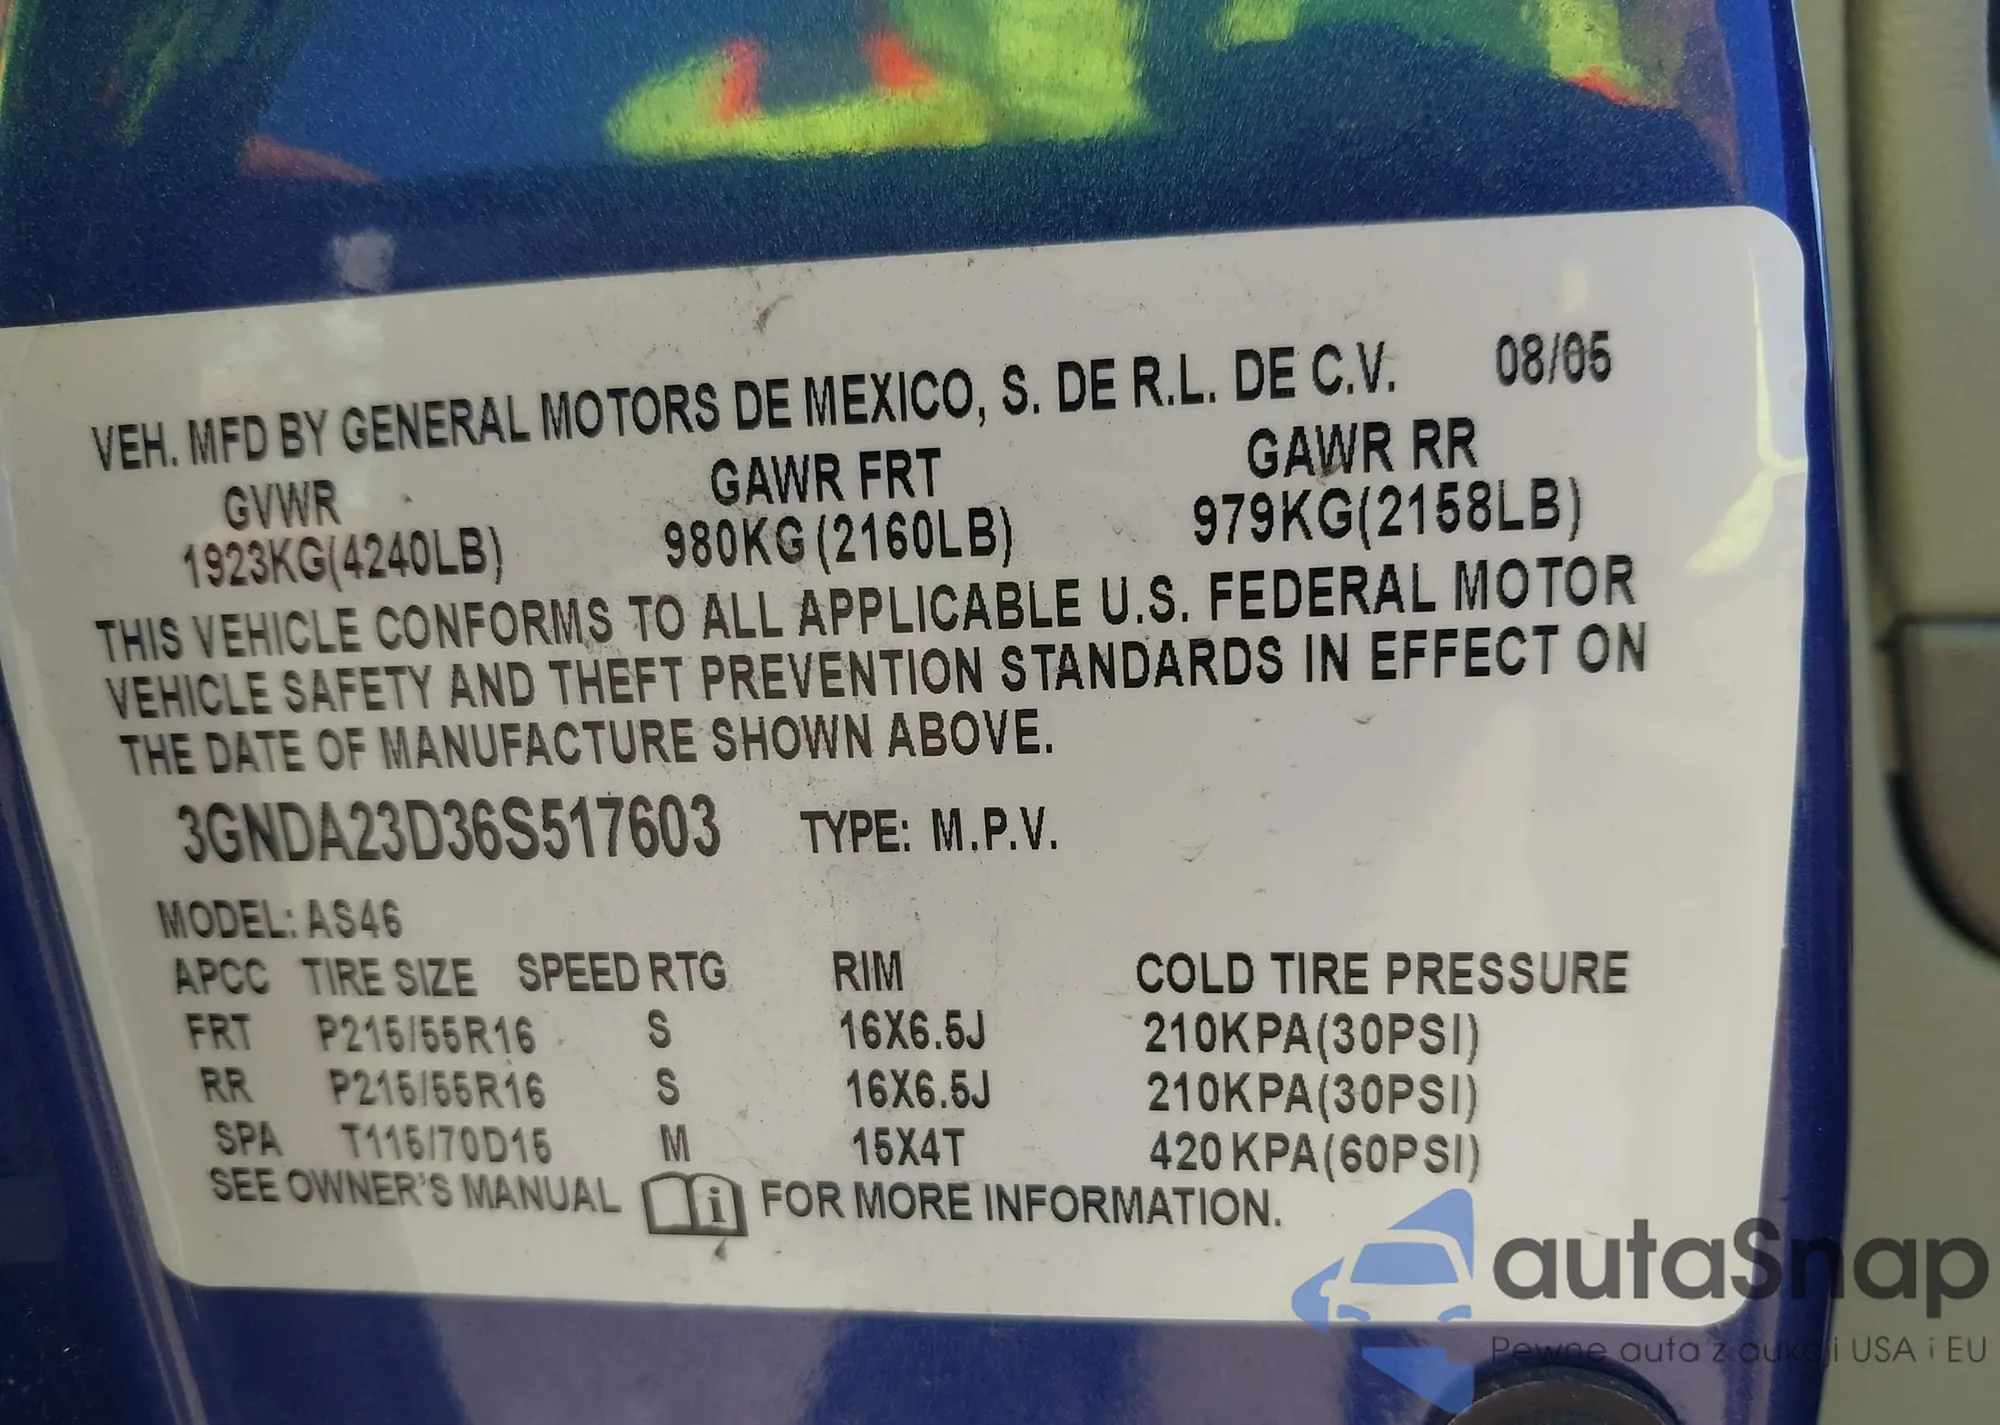 VEH. MFD BY GENERAL MOTORS DE MEXICO, S. DE R.L. DE C.V. 08/05
GVWR GAWR FRT GAWR RR
1923KG(4240LB) 980KG(2160LB) 979KG(2158LB)
THIS VEHICLE CONFORMS TO ALL APPLICABLE U.S. FEDERAL MOTOR
VEHICLE SAFETY AND THEFT PREVENTION STANDARDS IN EFFECT ON
THE DATE OF MANUFACTURE SHOWN ABOVE.
3GNDA23D36S517603 TYPE: M.P.V.
MODEL: AS46
APCC TIRE SIZE SPEED RTG RIM COLD TIRE PRESSURE
FRT P215/55R16 S 16X6.5J 210KPA(30PSI)
RR P215/55R16 S 16X6.5J 210KPA(30PSI)
SPA T115/70D15 M 15X4T 420KPA(60PSI)
SEE OWNER'S MANUAL i FOR MORE INFORMATION.
autaSnap
Pewne auta z aukcji USA i EU